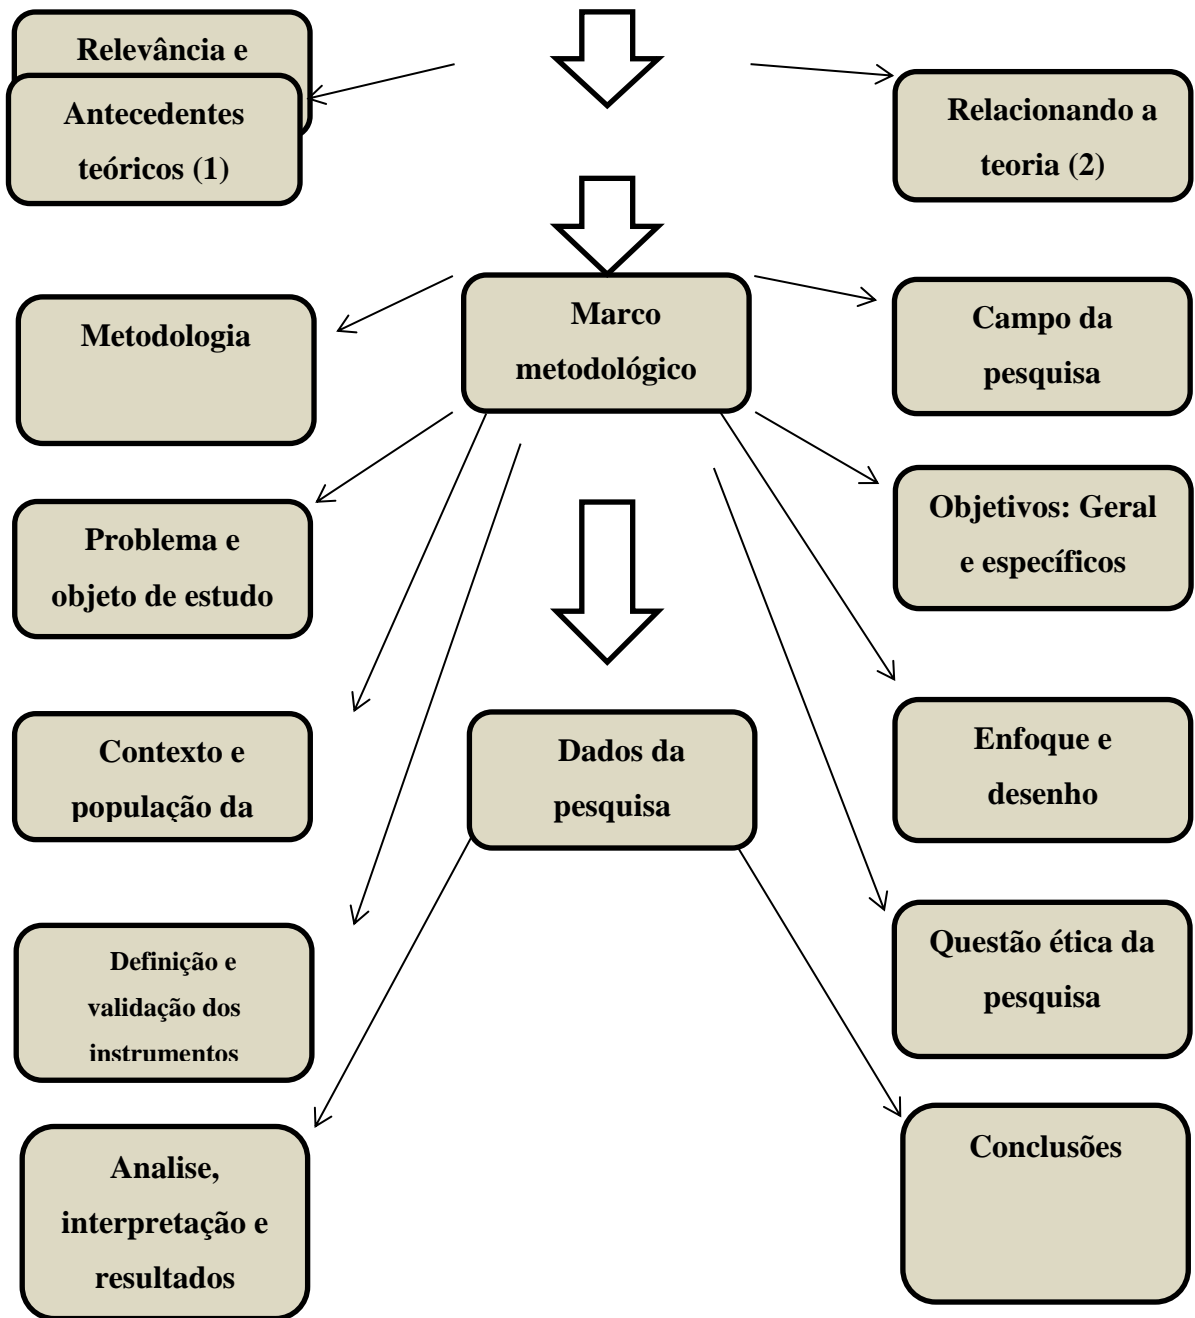 Relevância e
Antecedentes
teóricos (1)
Relacionando a
teoria (2)
Metodologia
Marco
metodológico
Campo da
pesquisa
Problema e
objeto de estudo
Objetivos: Geral
e específicos
Contexto e
população da
Dados da
pesquisa
Enfoque e
desenho
Definição e
validação dos
instrumentos
Questão ética da
pesquisa
Analise,
interpretação e
resultados
Conclusões